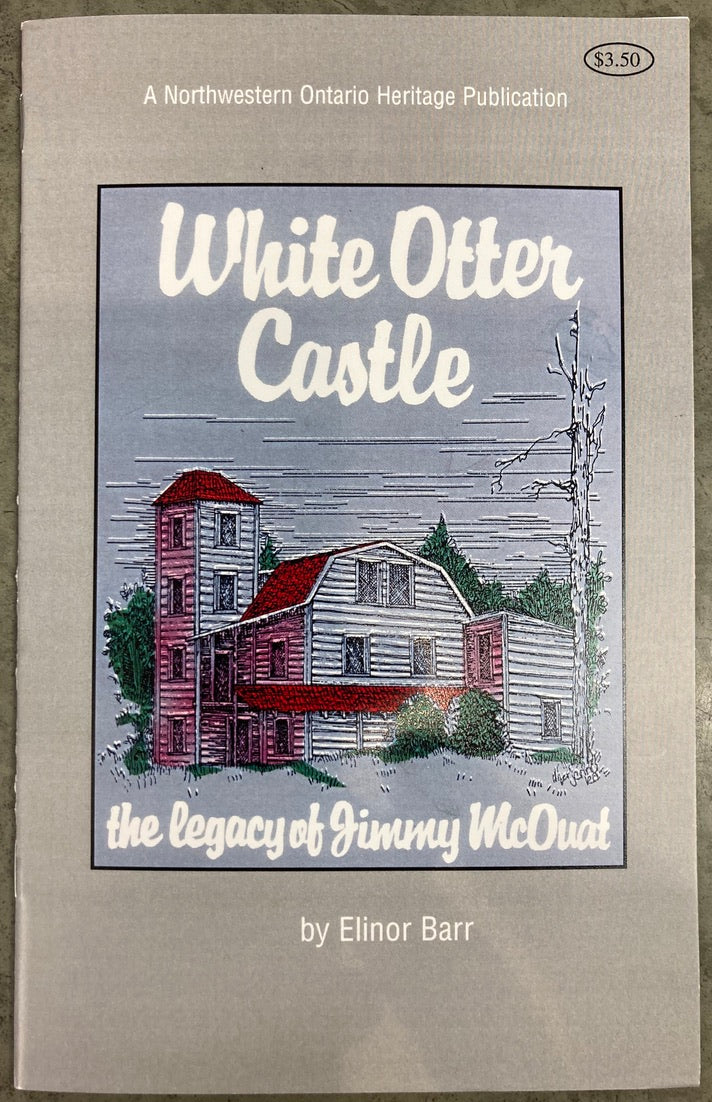 $3.50
A Northwestern Ontario Heritage Publication
White Otter
Castle
the legacy of Jimmy McOuat
by Elinor Barr